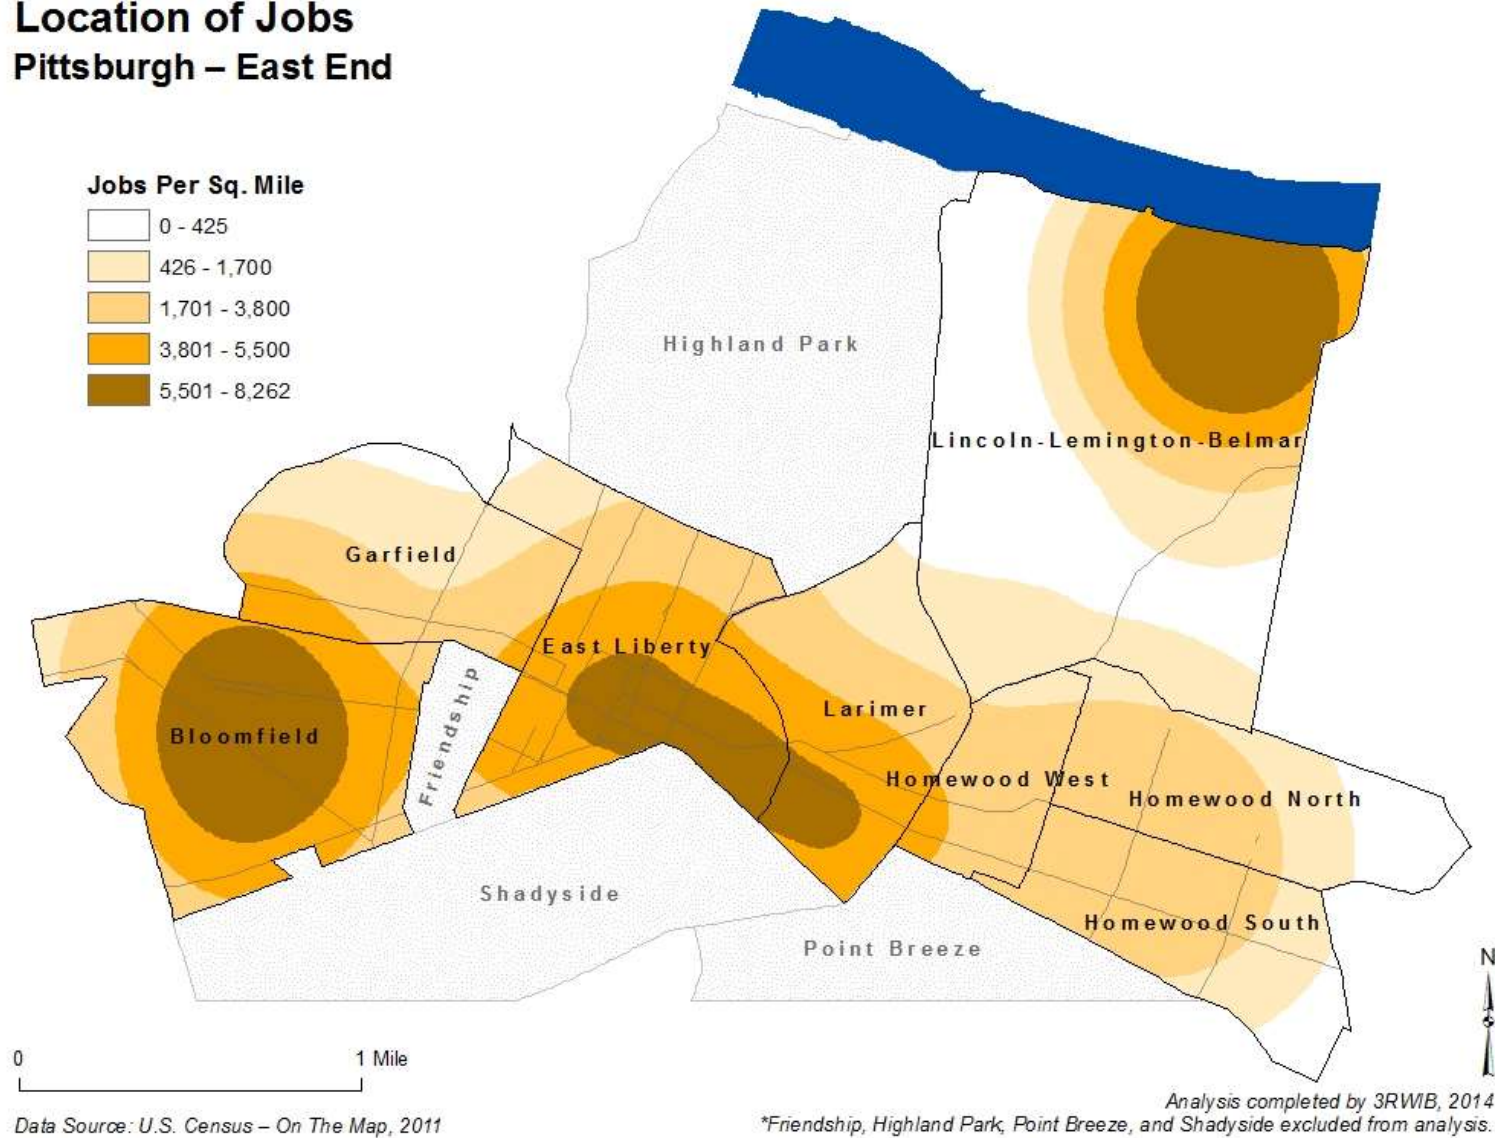 Location of Jobs
Pittsburgh – East End
Jobs Per Sq. Mile
0 - 425
426 - 1,700
1,701 - 3,800
3,801 - 5,500
5,501 - 8,262
Highland Park
Lincoln-Lemington-Belmar
Garfield
East Liberty
Friendship
Larimer
Bloomfield
Homewood West
Homewood North
Shadyside
Homewood South
Point Breeze
N
0 1 Mile
Analysis completed by 3RWIB, 2014
Data Source: U.S. Census – On The Map, 2011
*Friendship, Highland Park, Point Breeze, and Shadyside excluded from analysis.